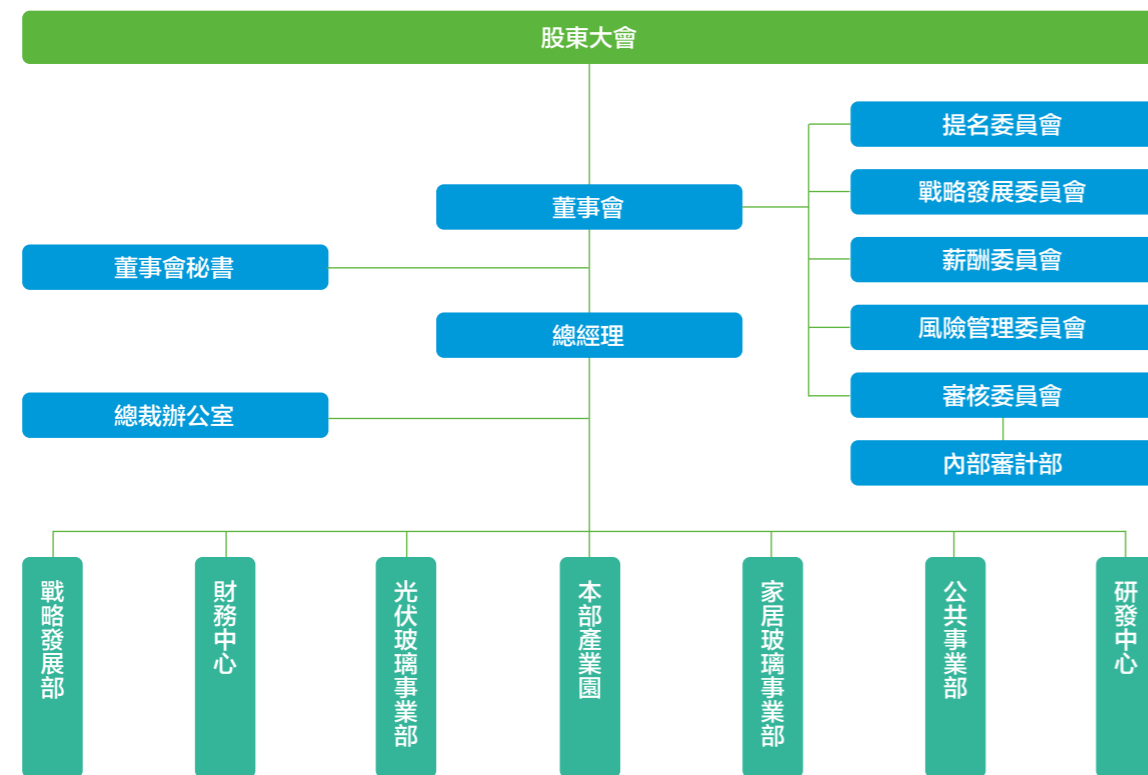 股東大會
提名委員會
戰略發展委員會
董事會
薪酬委員會
董事會秘書
風險管理委員會
總經理
審核委員會
總裁辦公室
內部審計部
戰略發展部
財務中心
光伏玻璃事業部
本部產業園
家居玻璃事業部
公共事業部
研發中心